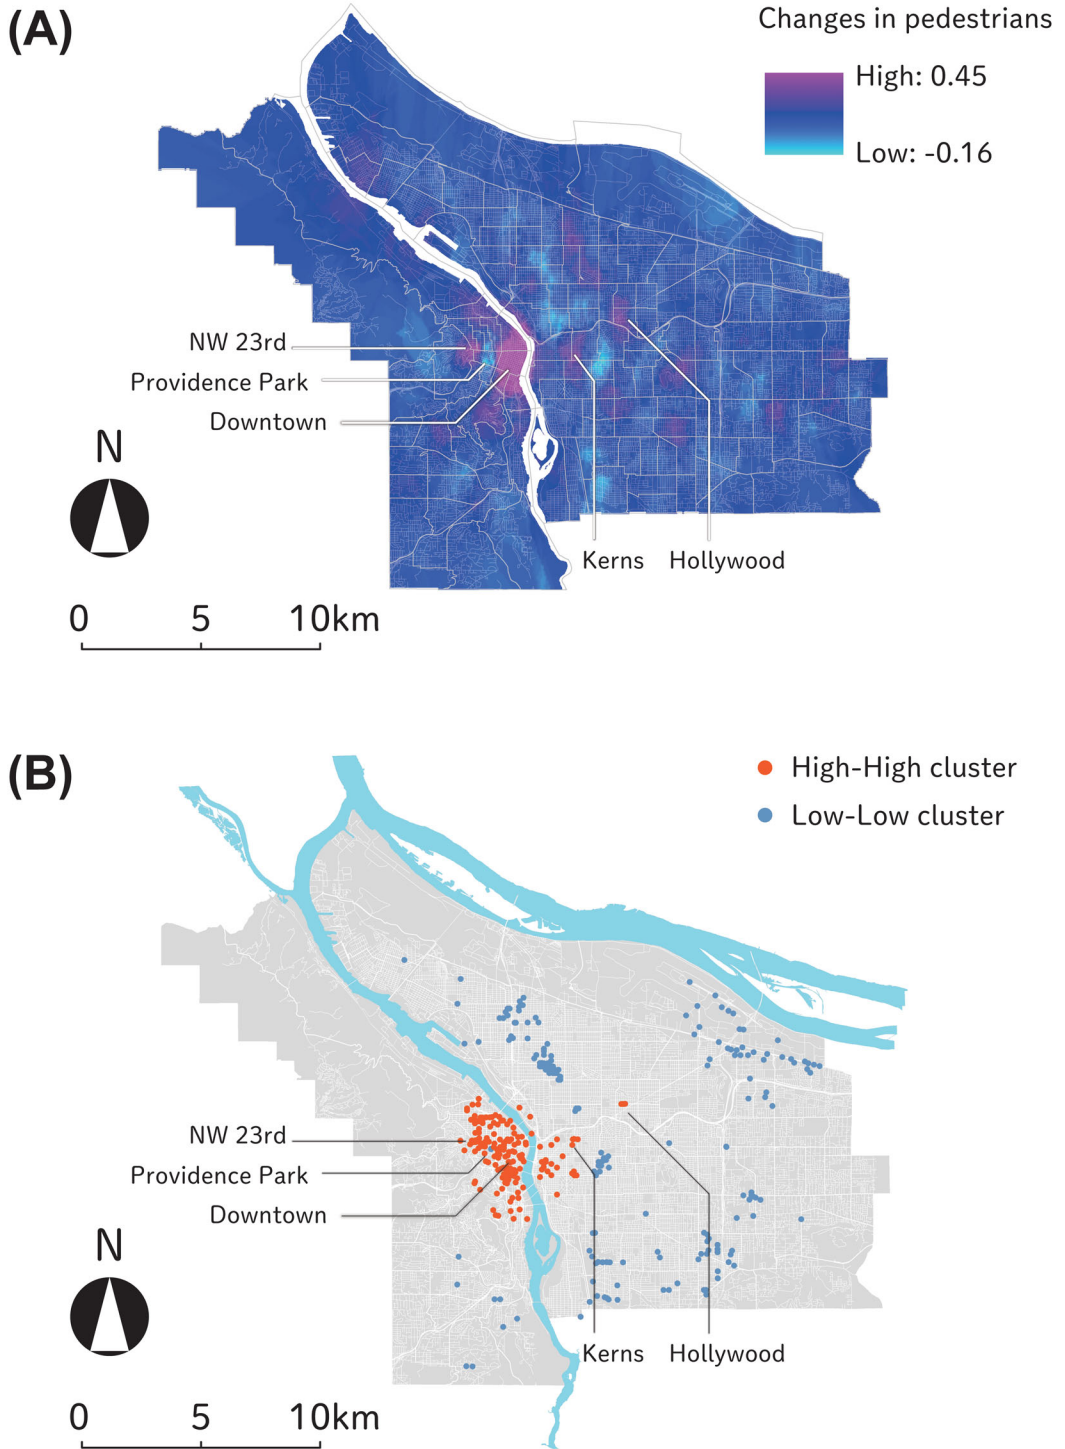 (A)
Changes in pedestrians
High: 0.45
Low: -0.16
NW 23rd
Providence Park
Downtown
N
Kerns
Hollywood
0 5 10km
(B)
High-High cluster
Low-Low cluster
NW 23rd
Providence Park
Downtown
N
Kerns
Hollywood
0 5 10km